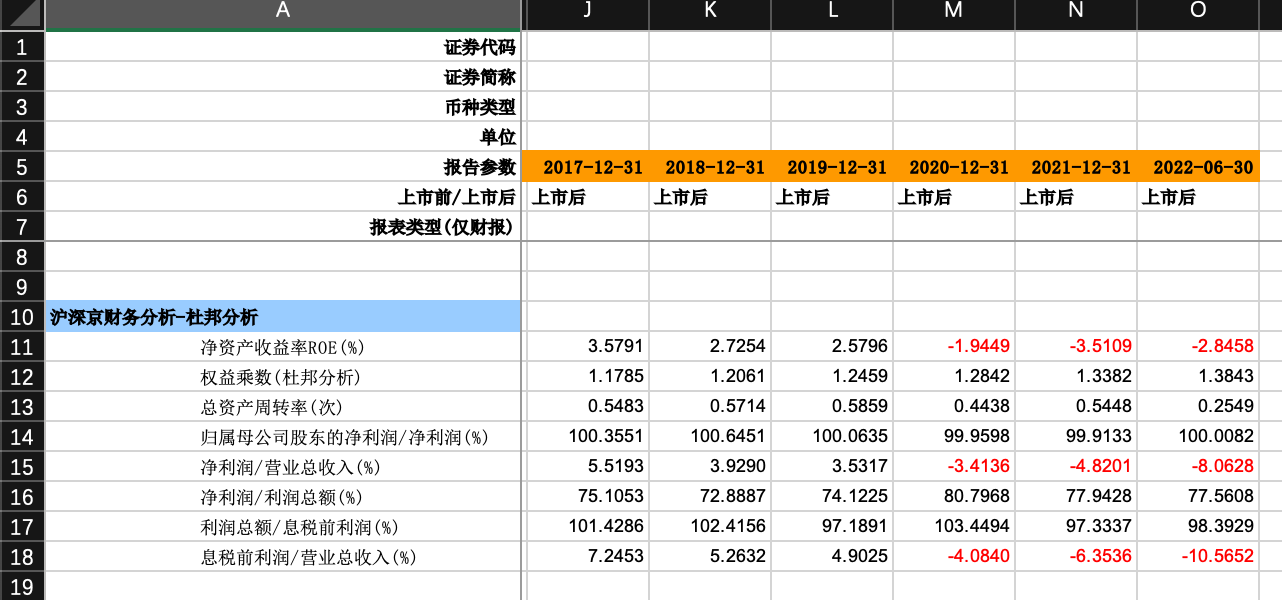 A J K L M N O
1 证券代码
2 证券简称
3 币种类型
4 单位
5 报告参数 2017-12-31 2018-12-31 2019-12-31 2020-12-31 2021-12-31 2022-06-30
6 上市前/上市后 上市后 上市后 上市后 上市后 上市后 上市后
7 报表类型(仅财报)
8
9
10 沪深京财务分析-杜邦分析
11 净资产收益率ROE(%) 3.5791 2.7254 2.5796 -1.9449 -3.5109 -2.8458
12 权益乘数(杜邦分析) 1.1785 1.2061 1.2459 1.2842 1.3382 1.3843
13 总资产周转率(次) 0.5483 0.5714 0.5859 0.4438 0.5448 0.2549
14 归属母公司股东的净利润/净利润(%) 100.3551 100.6451 100.0635 99.9598 99.9133 100.0082
15 净利润/营业总收入(%) 5.5193 3.9290 3.5317 -3.4136 -4.8201 -8.0628
16 净利润/利润总额(%) 75.1053 72.8887 74.1225 80.7968 77.9428 77.5608
17 利润总额/息税前利润(%) 101.4286 102.4156 97.1891 103.4494 97.3337 98.3929
18 息税前利润/营业总收入(%) 7.2453 5.2632 4.9025 -4.0840 -6.3536 -10.5652
19